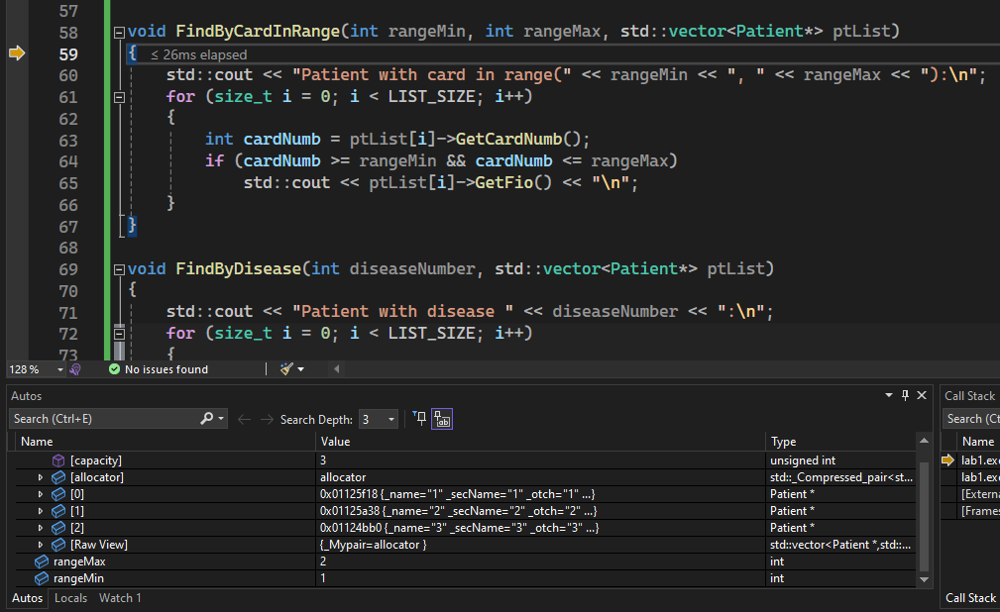 57
58 void FindByCardInRange(int rangeMin, int rangeMax, std::vector<Patient*> ptList)
59 { ≤ 26ms elapsed
60 std::cout << "Patient with card in range(" << rangeMin << ", " << rangeMax << "):\n";
61 for (size_t i = 0; i < LIST_SIZE; i++)
62 {
63 int cardNumb = ptList[i]->GetCardNumb();
64 if (cardNumb >= rangeMin && cardNumb <= rangeMax)
65 std::cout << ptList[i]->GetFio() << "\n";
66 }
67 }
68
69 void FindByDisease(int diseaseNumber, std::vector<Patient*> ptList)
70 {
71 std::cout << "Patient with disease " << diseaseNumber << ":\n";
72 for (size_t i = 0; i < LIST_SIZE; i++)
73 {
128 % No issues found
Autos
Call Stack
Search (Ctrl+E) Search Depth: 3
Search (Ct
Name Value Type
Name
[capacity] 3 unsigned int
lab1.exe
[allocator] allocator std::_Compressed_pair<st...
lab1.exe
[0] 0x01125f18 {_name="1" _secName="1" _otch="1" ...} Patient *
[Externa
[1] 0x01125a38 {_name="2" _secName="2" _otch="2" ...} Patient *
[Frames
[2] 0x01124bb0 {_name="3" _secName="3" _otch="3" ...} Patient *
[Raw View] {_Mypair=allocator } std::vector<Patient *,std::...
rangeMax 2 int
rangeMin 1 int
Autos Locals Watch 1
Call Stack